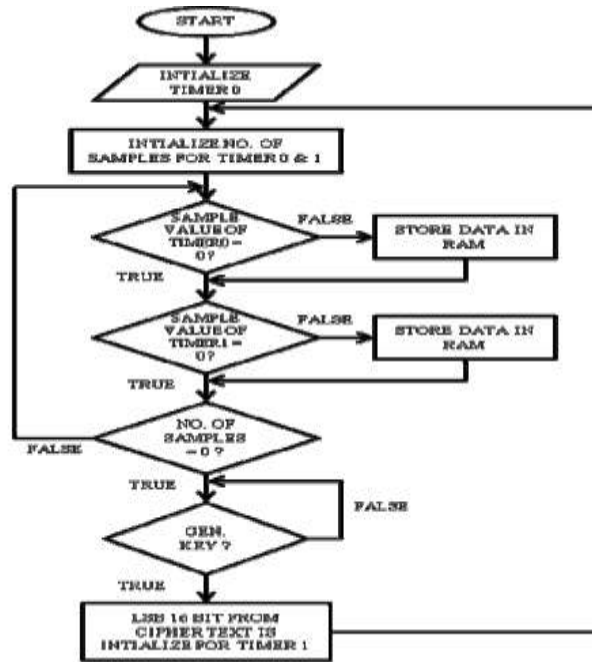 START
INTIALIZE
TIMER 0
INTIALIZE NO. OF
SAMPLES FOR TIMER 0 & 1
SAMPLE
VALUE OF
TIMER0 =
0?
FALSE
STORE DATA IN
RAM
TRUE
SAMPLE
VALUE OF
TIMER1 =
0?
FALSE
STORE DATA IN
RAM
TRUE
NO. OF
SAMPLES
= 0 ?
FALSE
TRUE
FALSE
GEN.
KEY ?
TRUE
LSB 16 BIT FROM
CIPHER TEXT IS
INTIALIZE FOR TIMER 1